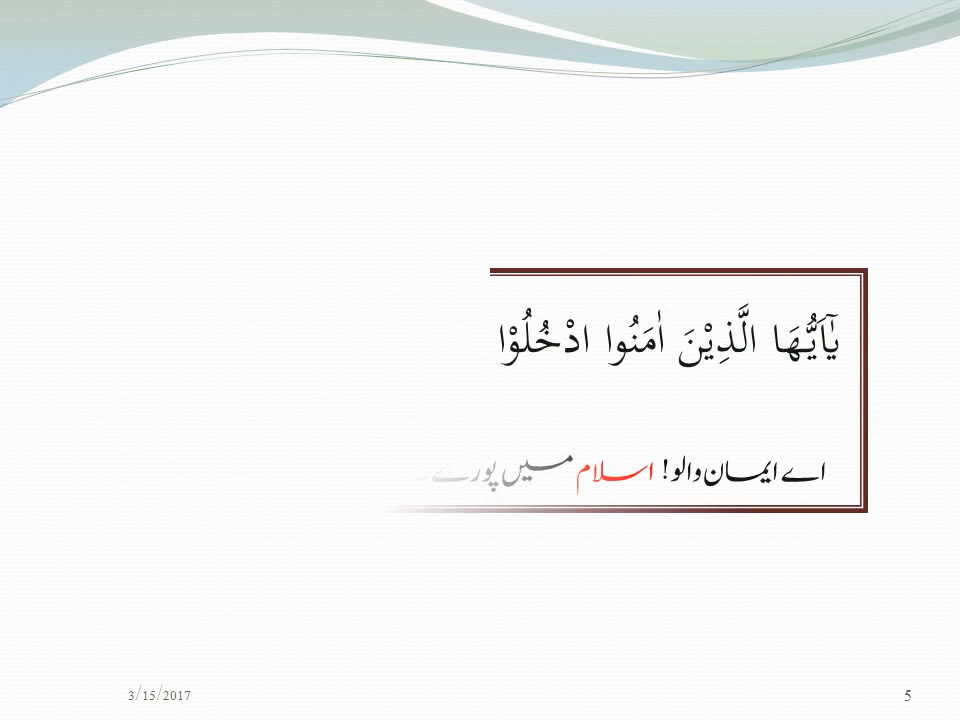 يٰۤاَيُّهَا الَّذِيْنَ اٰمَنُوا ادْخُلُوْا
اے ایمان والو! اسلام میں پورے
3/15/2017
5